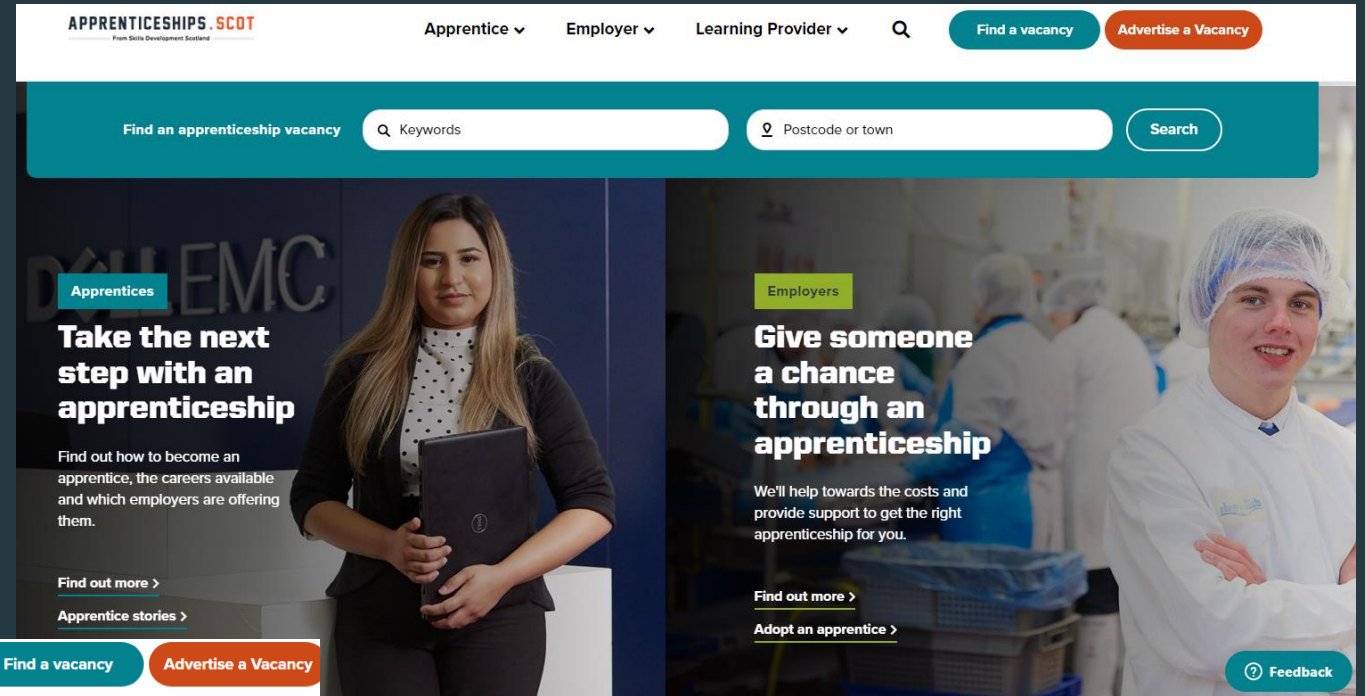 APPRENTICESHIPS.SCOT
From Skills Development Scotland
Apprentice
Employer
Learning Provider
Find a vacancy
Advertise a Vacancy
Find an apprenticeship vacancy
Keywords
Postcode or town
Search
EMC
Apprentices
Take the next
step with an
apprenticeship
Find out how to become an
apprentice, the careers available
and which employers are offering
them.
Find out more >
Apprentice stories >
Employers
Give someone
a chance
through an
apprenticeship
We'll help towards the costs and
provide support to get the right
apprenticeship for you.
Find out more >
Adopt an apprentice >
Find a vacancy
Advertise a Vacancy
? Feedback